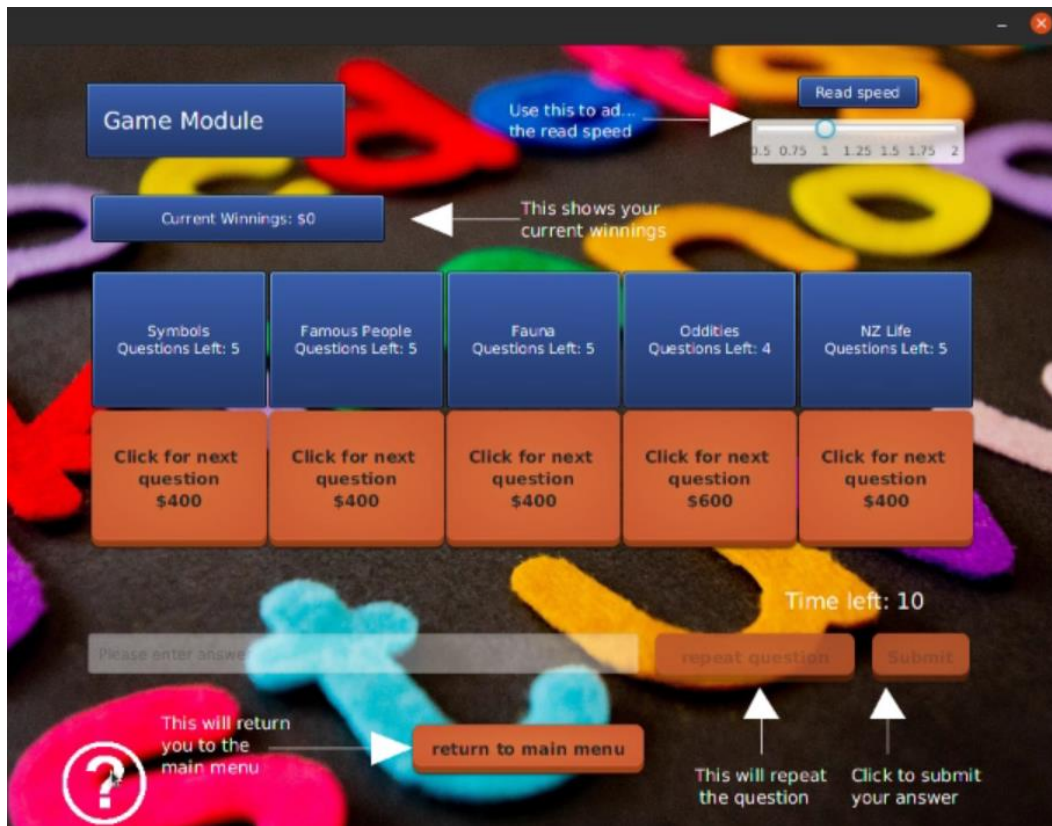 Game Module
Use this to ad...
the read speed
Read speed
0.5 0.75 1 1.25 1.5 1.75 2
Current Winnings: $0
This shows your
current winnings
Symbols
Questions Left: 5
Famous People
Questions Left: 5
Fauna
Questions Left: 5
Oddities
Questions Left: 4
NZ Life
Questions Left: 5
Click for next
question
$400
Click for next
question
$400
Click for next
question
$400
Click for next
question
$600
Click for next
question
$400
Time left: 10
Please enter answe
repeat question
Submit
This will return
you to the
main menu
return to main menu
?
This will repeat
the question
Click to submit
your answer